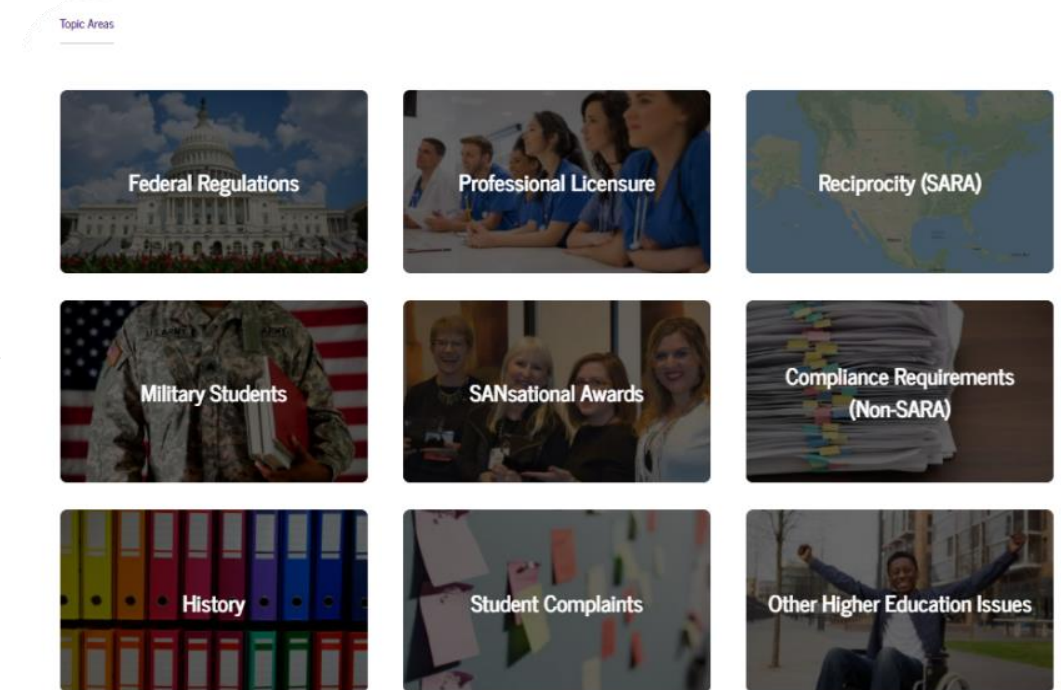 Topic Areas
Federal Regulations
Professional Licensure
Reciprocity (SARA)
Military Students
SANsational Awards
Compliance Requirements
(Non-SARA)
History
Student Complaints
Other Higher Education Issues